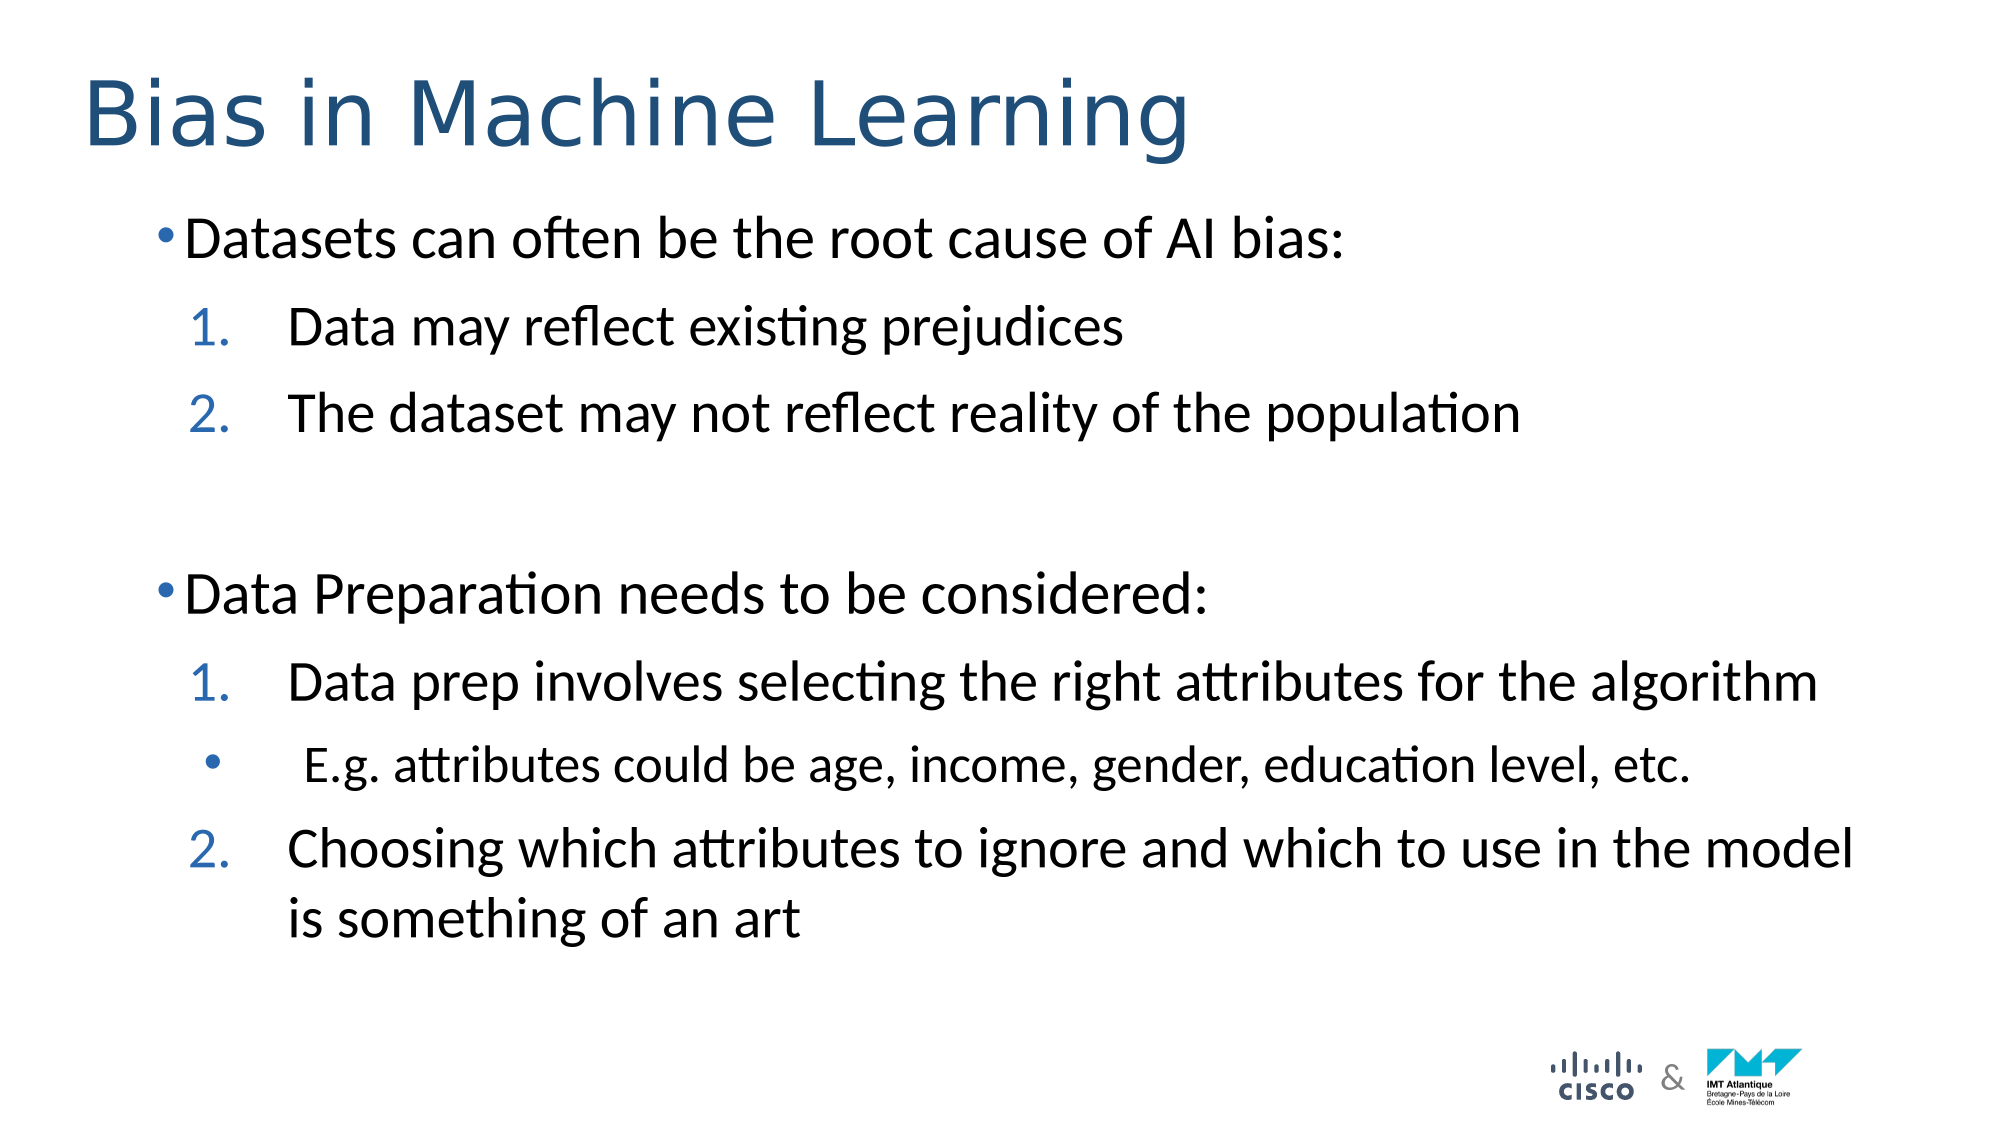 Bias in Machine Learning
• Datasets can often be the root cause of AI bias:
1. Data may reflect existing prejudices
2. The dataset may not reflect reality of the population
• Data Preparation needs to be considered:
1. Data prep involves selecting the right attributes for the algorithm
• E.g. attributes could be age, income, gender, education level, etc.
2. Choosing which attributes to ignore and which to use in the model
is something of an art
CISCO & IMT
IMT Atlantique
Bretagne-Pays de la Loire
École Mines-Télécom